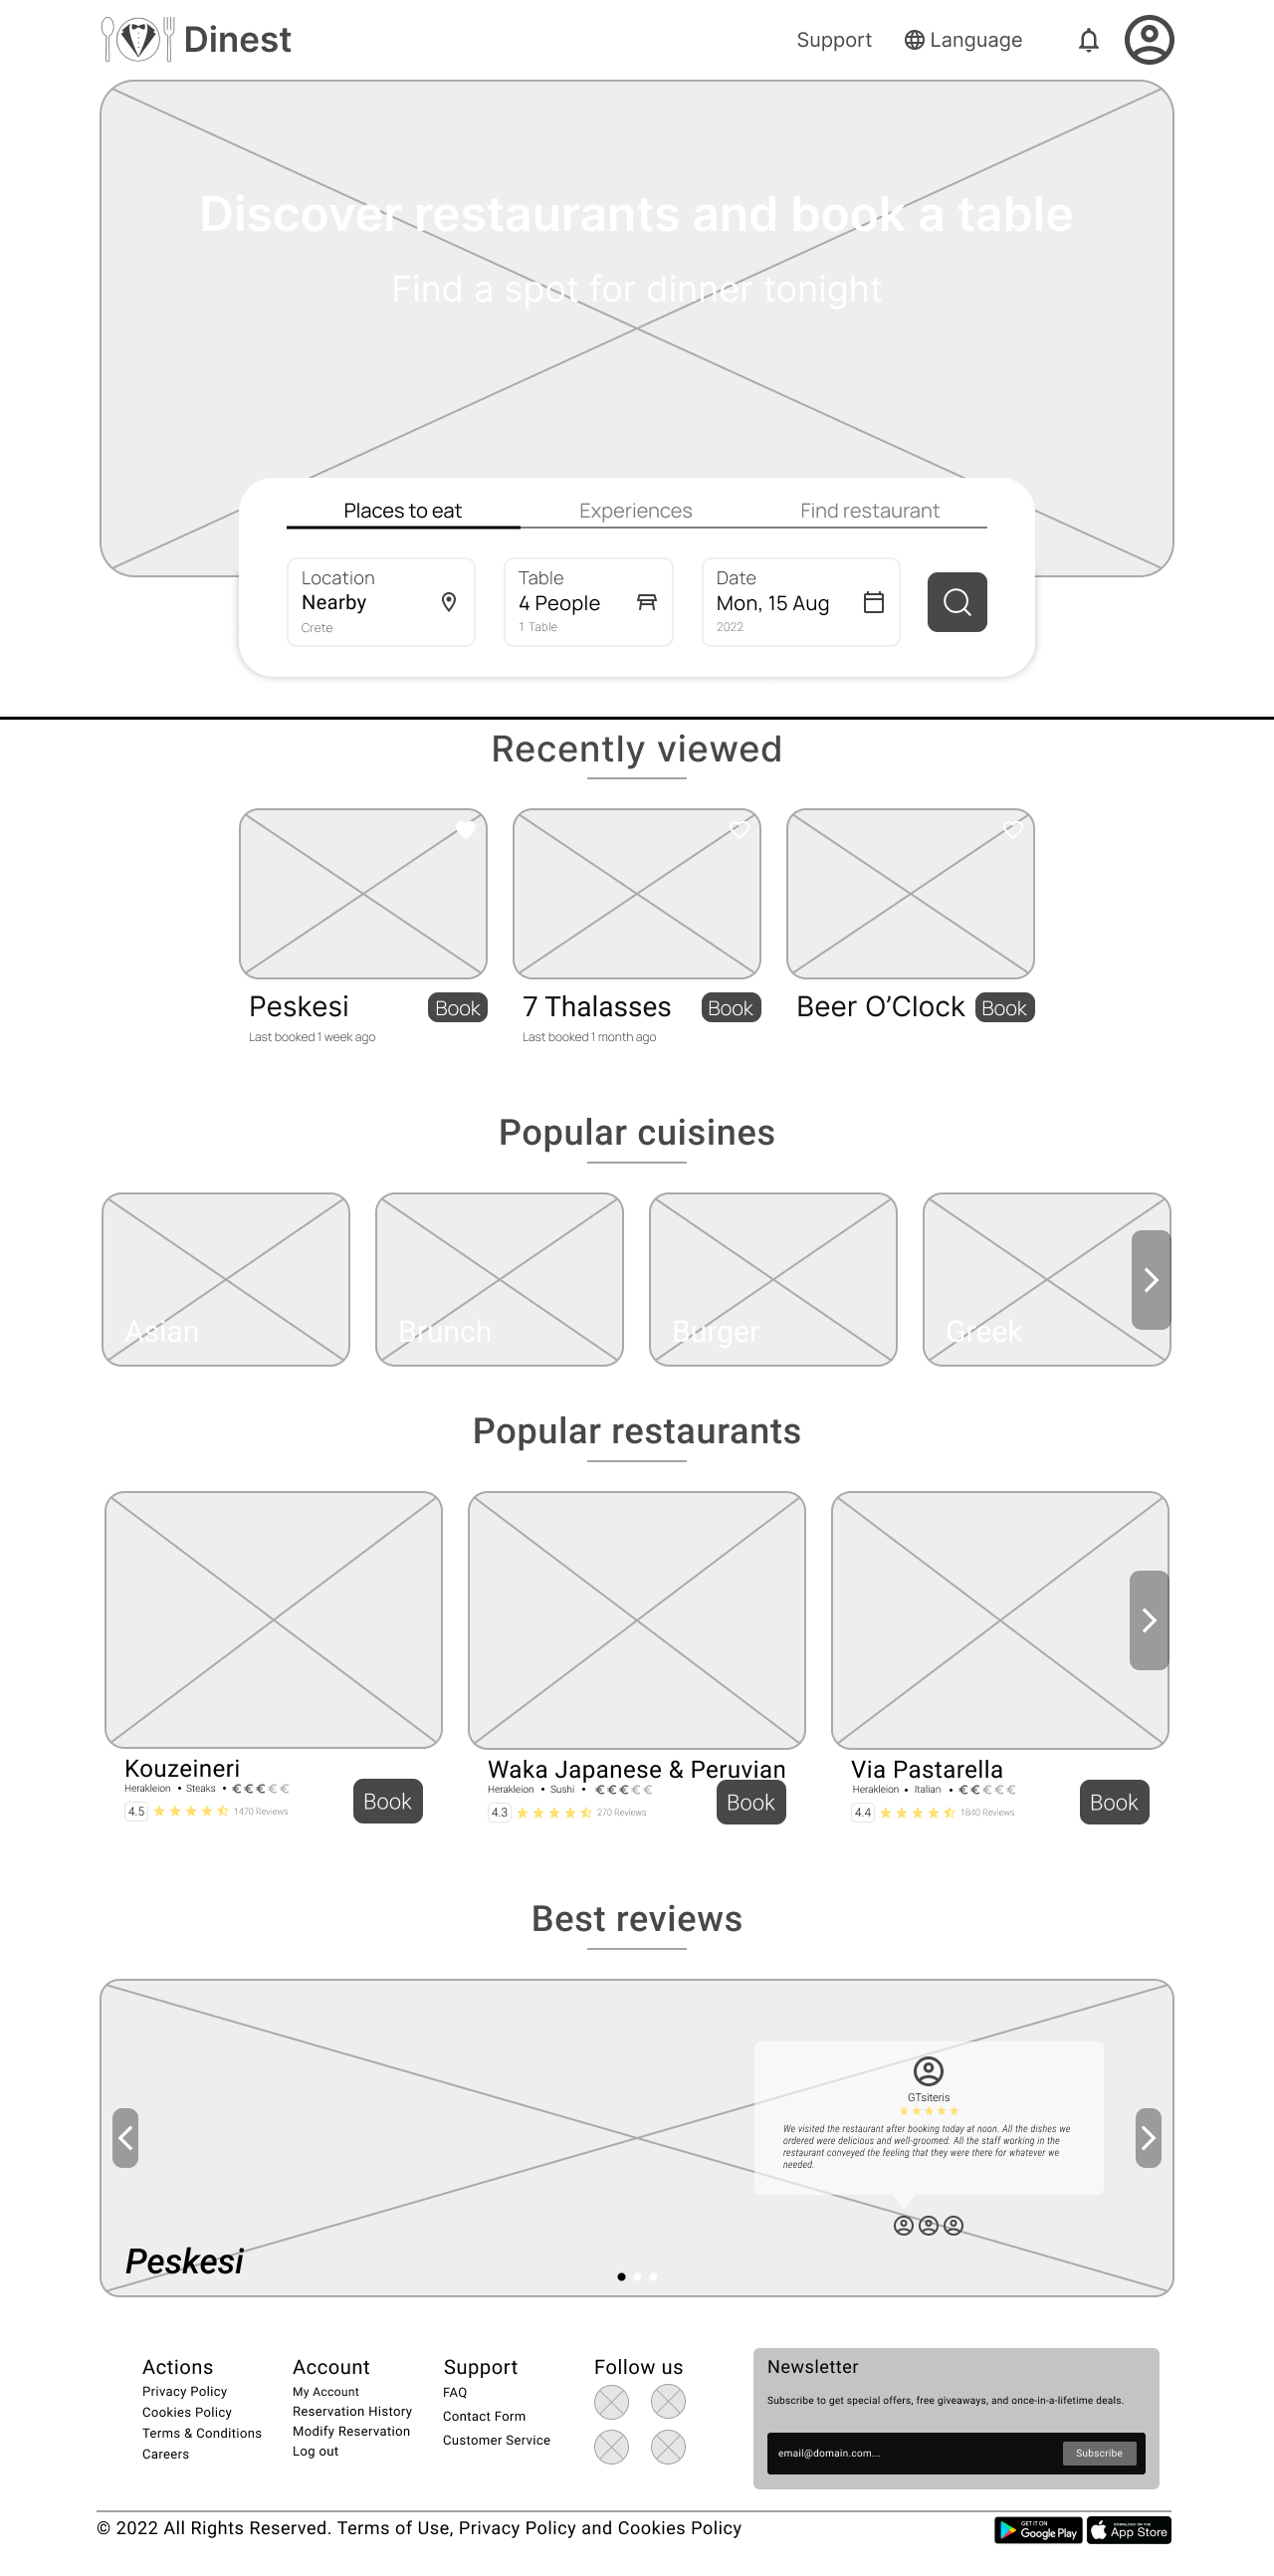 Dinest
Support
Language
Discover restaurants and book a table
Find a spot for dinner tonight
Places to eat
Experiences
Find restaurant
Location
Nearby
Crete
Table
4 People
1 Table
Date
Mon, 15 Aug
2022
Recently viewed
Peskesi
Book
Last booked 1 week ago
7 Thalasses
Book
Last booked 1 month ago
Beer O’Clock
Book
Popular cuisines
Asian
Brunch
Burger
Greek
Popular restaurants
Kouzeineri
Herakleion • Steaks • €€€€€
4.5 1470 Reviews
Book
Waka Japanese & Peruvian
Herakleion • Sushi • €€€€€
4.3 270 Reviews
Book
Via Pastarella
Herakleion • Italian • €€€€€
4.4 1840 Reviews
Book
Best reviews
GTsiteris
We visited the restaurant after booking today at noon. All the dishes we
ordered were delicious and well-groomed. All the staff working in the
restaurant conveyed the feeling that they were there for whatever we
needed.
Peskesi
Actions
Privacy Policy
Cookies Policy
Terms & Conditions
Careers
Account
My Account
Reservation History
Modify Reservation
Log out
Support
FAQ
Contact Form
Customer Service
Follow us
Newsletter
Subscribe to get special offers, free giveaways, and once-in-a-lifetime deals.
email@domain.com...
Subscribe
© 2022 All Rights Reserved. Terms of Use, Privacy Policy and Cookies Policy
GET IT ON
Google Play
Download on the
App Store